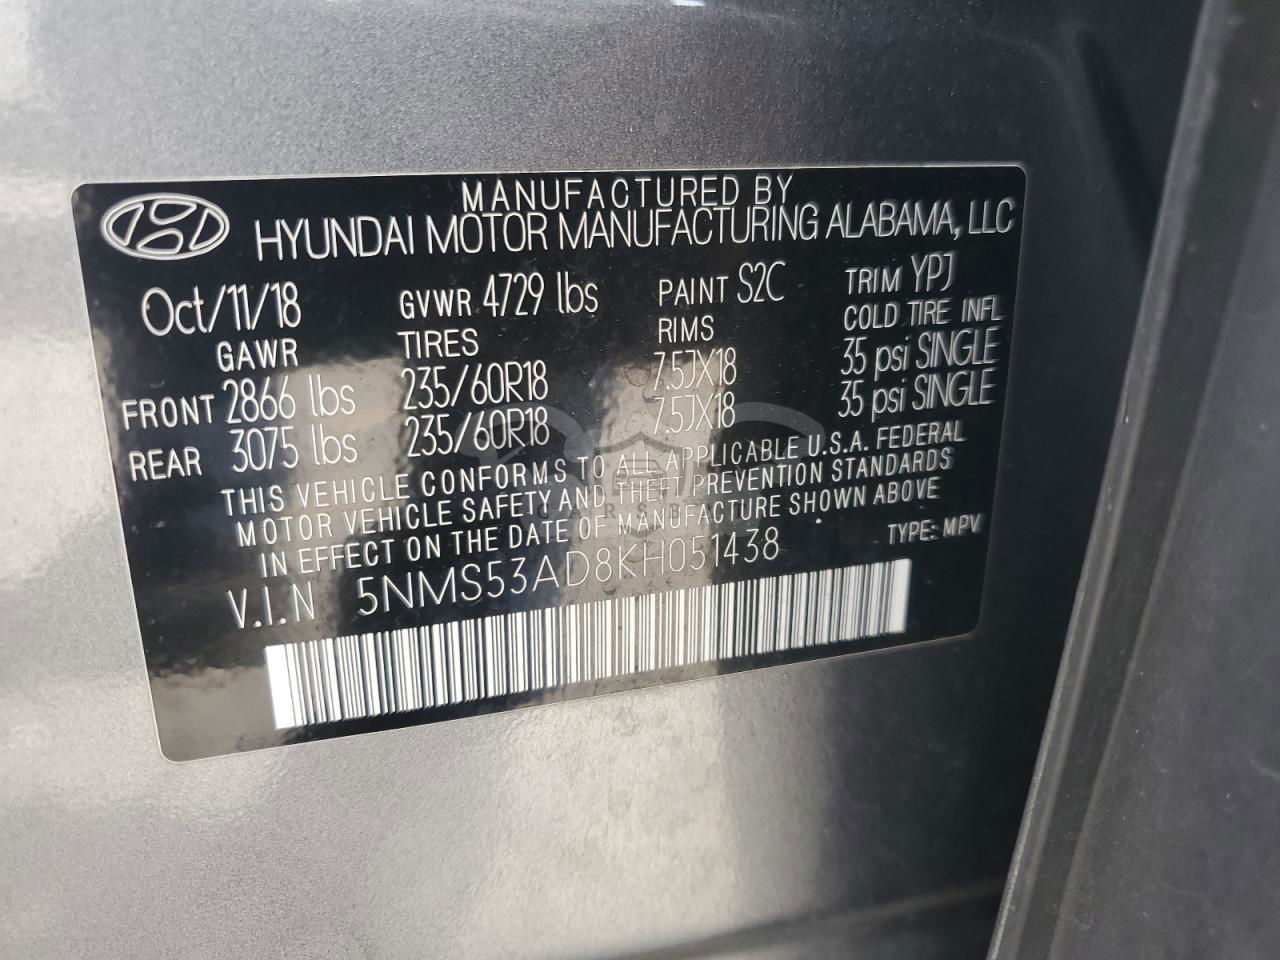 MANUFACTURED BY
HYUNDAI MOTOR MANUFACTURING ALABAMA, LLC
Oct/11/18 GVWR 4729 lbs PAINT S2C TRIM YPJ
GAWR TIRES RIMS COLD TIRE INFL
FRONT 2866 lbs 235/60R18 7.5JX18 35 psi SINGLE
REAR 3075 lbs 235/60R18 7.5JX18 35 psi SINGLE
THIS VEHICLE CONFORMS TO ALL APPLICABLE U.S.A. FEDERAL
MOTOR VEHICLE SAFETY AND THEFT PREVENTION STANDARDS
IN EFFECT ON THE DATE OF MANUFACTURE SHOWN ABOVE
V.I.N 5NMS53AD8KH051438 TYPE: MPV